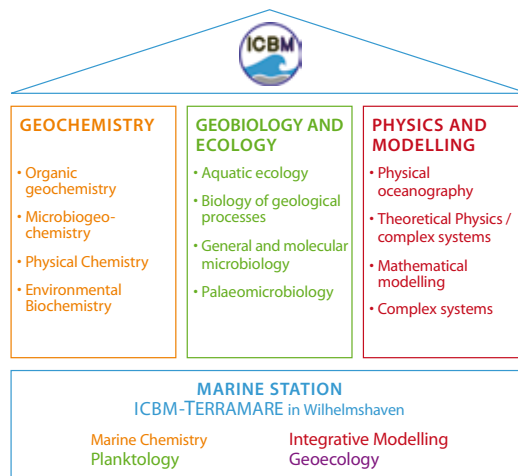 ICBM
GEOCHEMISTRY
• Organic
geochemistry
• Microbiogeo-
chemistry
• Physical Chemistry
• Environmental
Biochemistry
GEOBIOLOGY AND
ECOLOGY
• Aquatic ecology
• Biology of geological
processes
• General and molecular
microbiology
• Palaeomicrobiology
PHYSICS AND
MODELLING
• Physical
oceanography
• Theoretical Physics /
complex systems
• Mathematical
modelling
• Complex systems
MARINE STATION
ICBM-TERRAMARE in Wilhelmshaven
Marine Chemistry
Integrative Modelling
Planktology
Geoecology